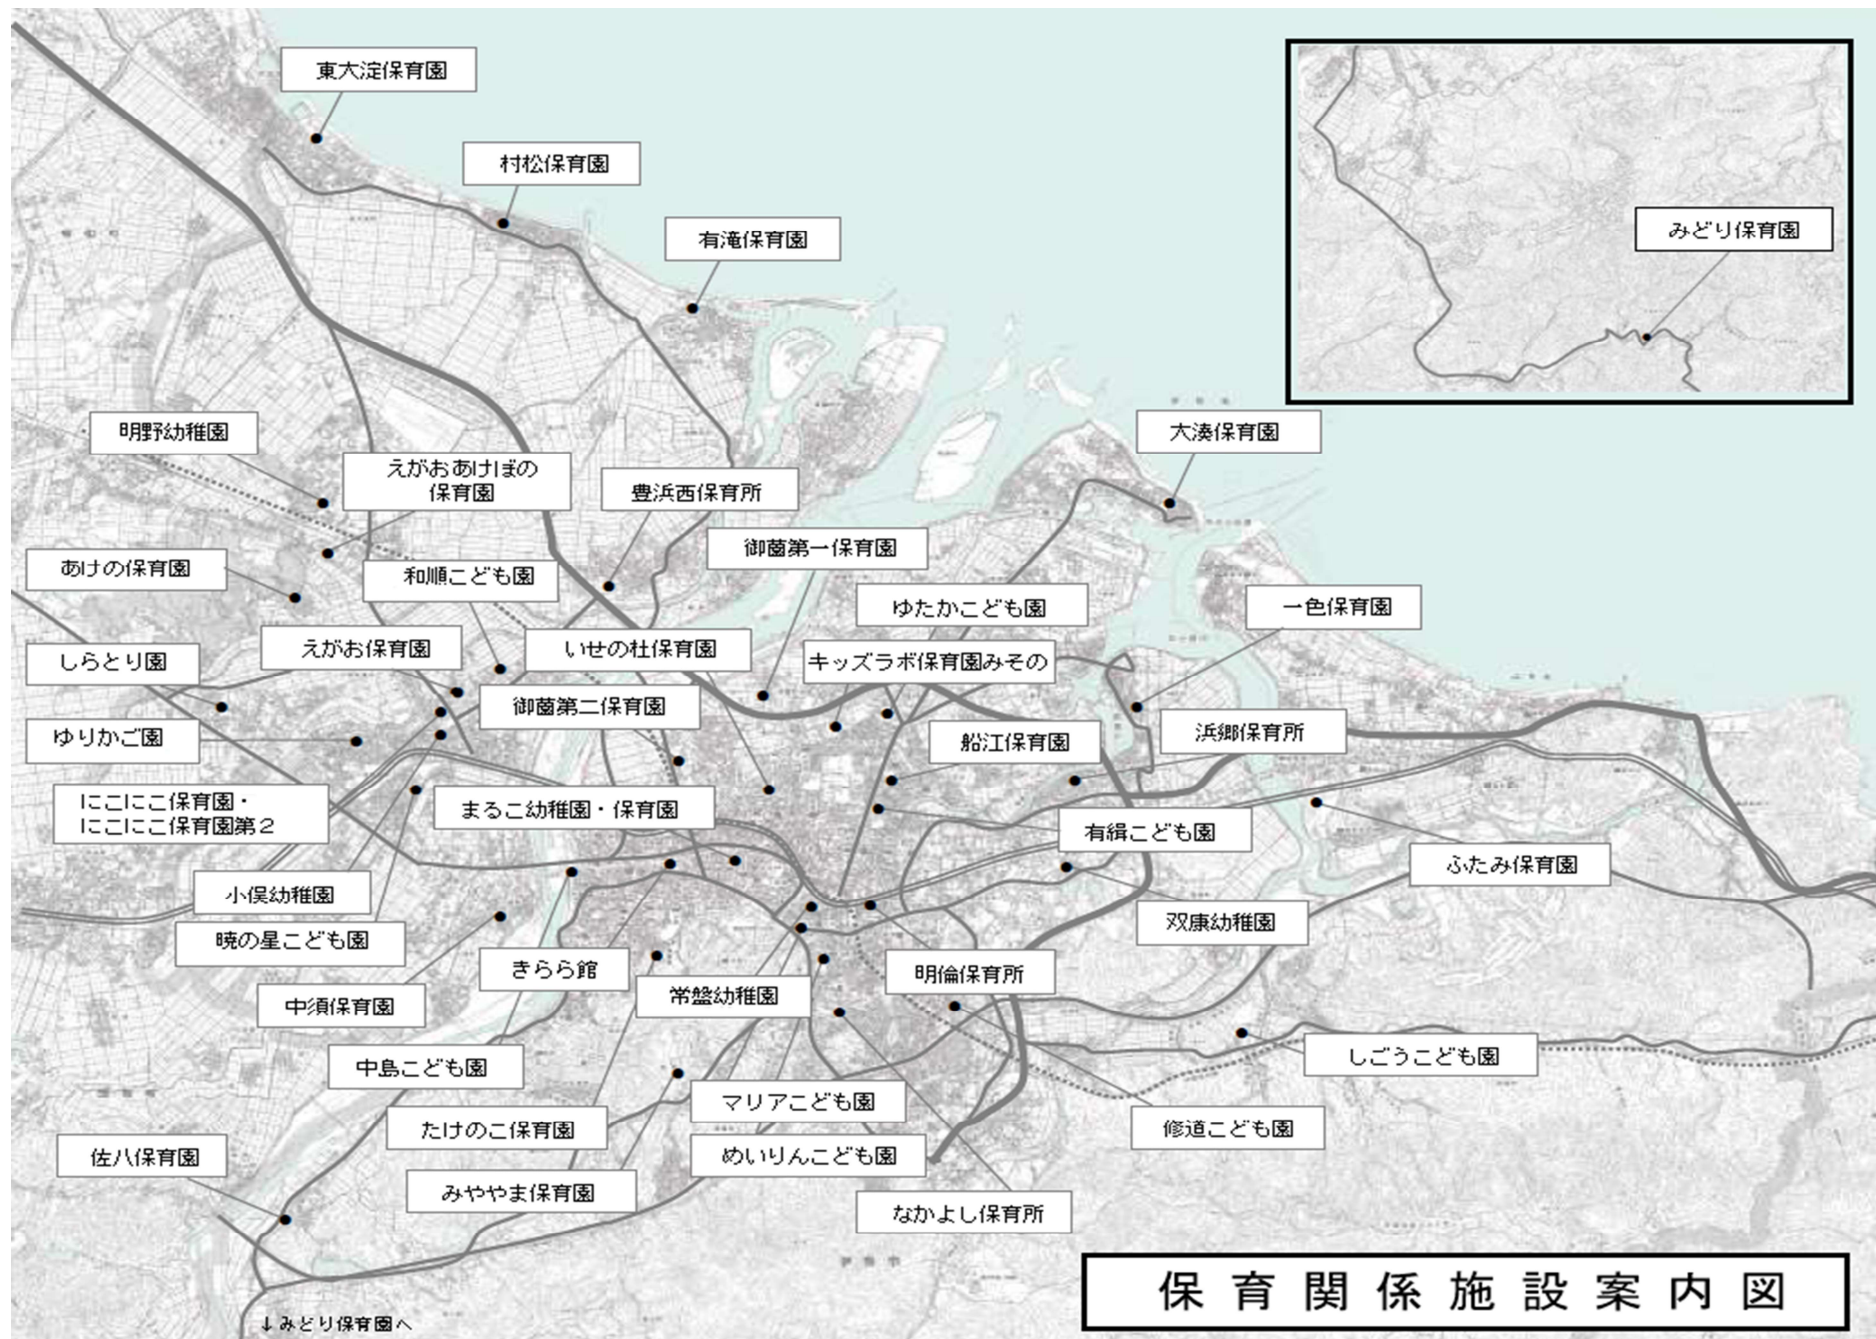 東大淀保育園
村松保育園
有滝保育園
みどり保育園
大湊保育園
明野幼稚園
えがおあけぼの
保育園
豊浜西保育所
御薗第一保育園
あけの保育園
和順こども園
ゆたかこども園
一色保育園
しらとり園
えがお保育園
いせの杜保育園
キッズラボ保育園みその
御薗第二保育園
ゆりかご園
船江保育園
浜郷保育所
にこにこ保育園・
にこにこ保育園第2
まるこ幼稚園・保育園
有緝こども園
ふたみ保育園
小俣幼稚園
双康幼稚園
暁の星こども園
きらら館
明倫保育所
常盤幼稚園
中須保育園
しごうこども園
中島こども園
マリアこども園
たけのこ保育園
修道こども園
佐八保育園
めいりんこども園
みややま保育園
なかよし保育所
保育関係施設案内図
↓みどり保育園へ